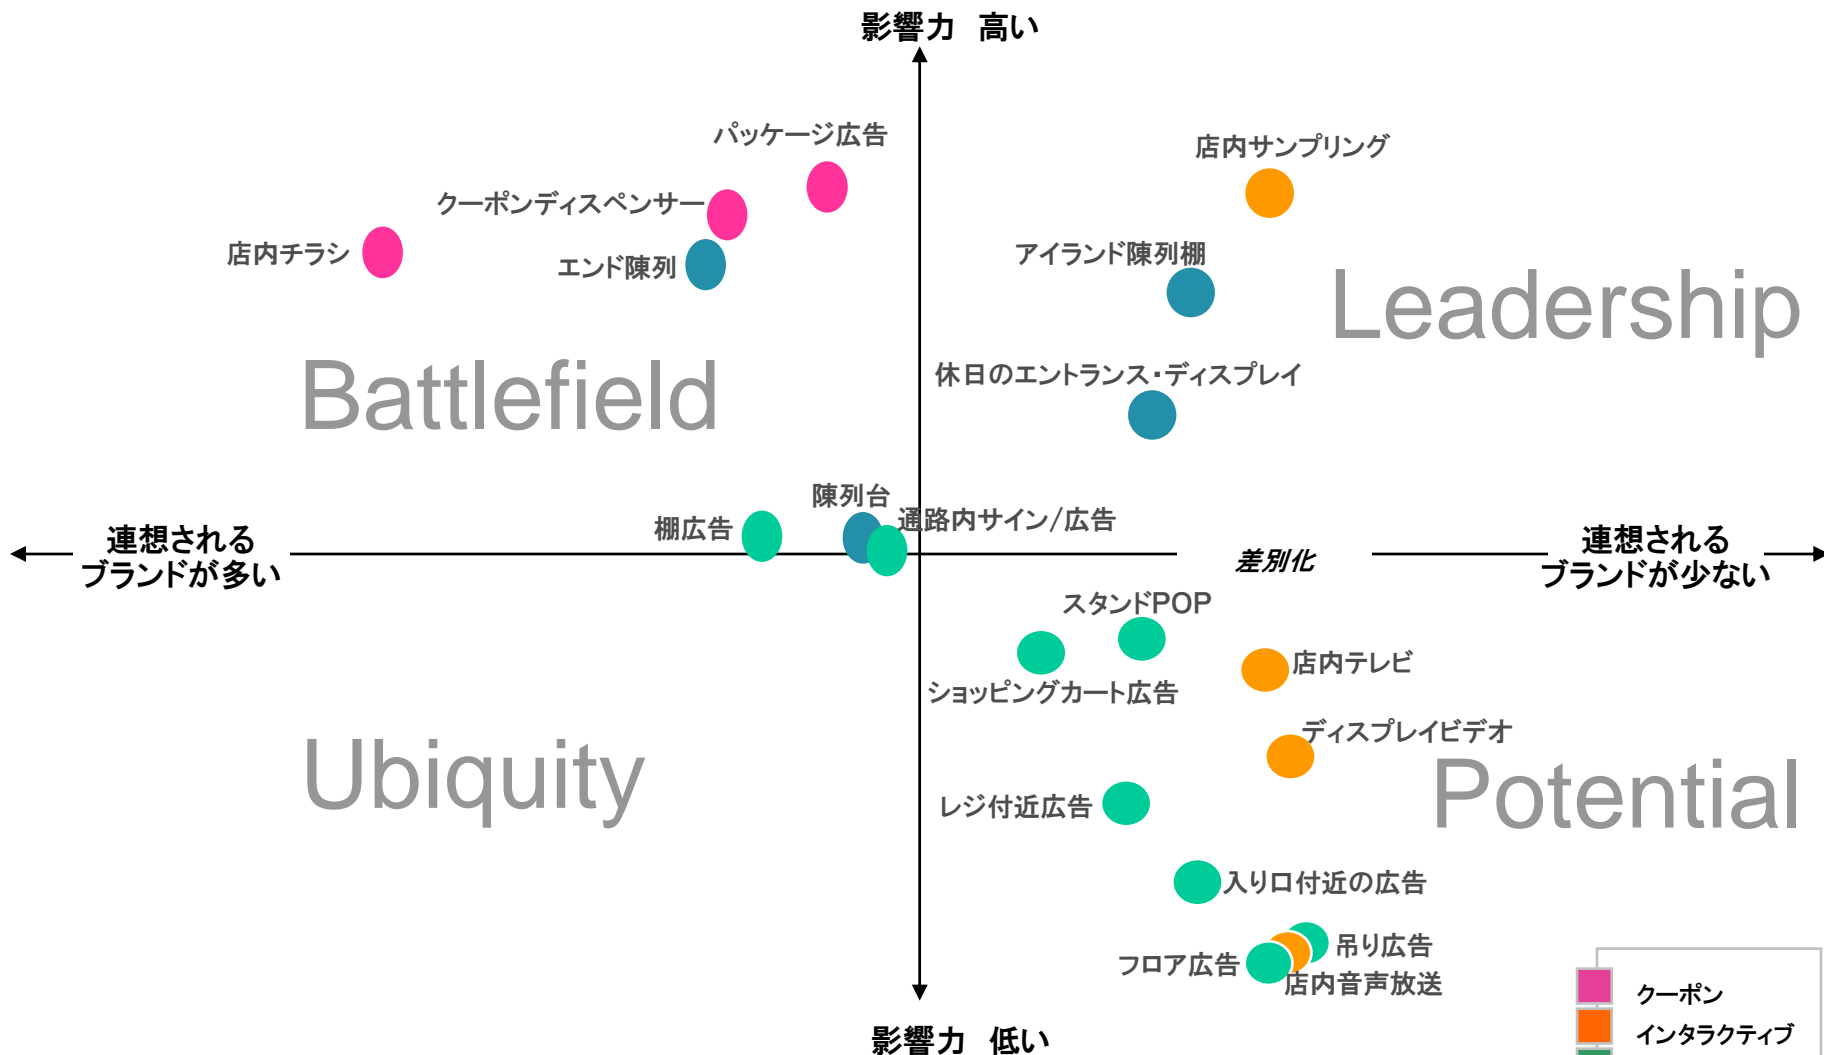 影響力 高い
パッケージ広告
店内サンプリング
クーポンディスペンサー
店内チラシ
エンド陳列
アイランド陳列棚
Leadership
Battlefield
休日のエントランス・ディスプレイ
陳列台
棚広告
通路内サイン/広告
連想される
ブランドが多い
差別化
連想される
ブランドが少ない
スタンドPOP
店内テレビ
ショッピングカート広告
ディスプレイビデオ
Ubiquity
Potential
レジ付近広告
入り口付近の広告
吊り広告
フロア広告
店内音声放送
クーポン
インタラクティブ
影響力 低い